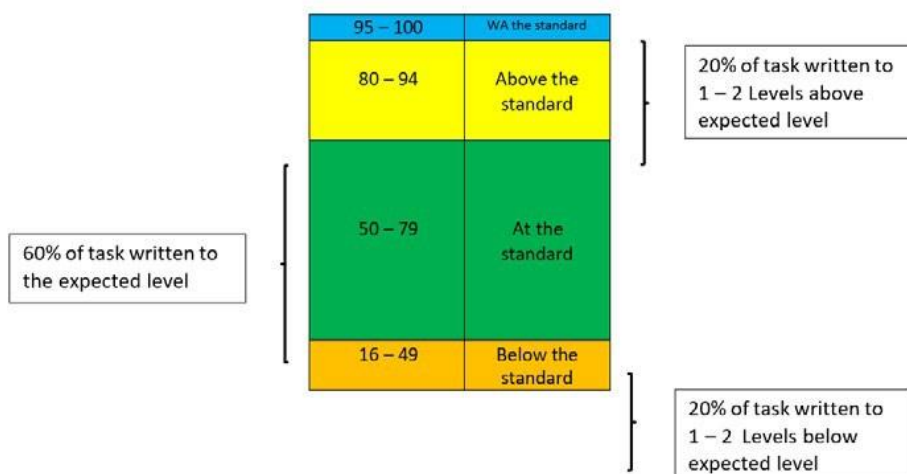 95 – 100
WA the standard
80 – 94
Above the
standard
20% of task written to
1 – 2 Levels above
expected level
50 – 79
At the
standard
60% of task written to
the expected level
16 – 49
Below the
standard
20% of task written to
1 – 2 Levels below
expected level